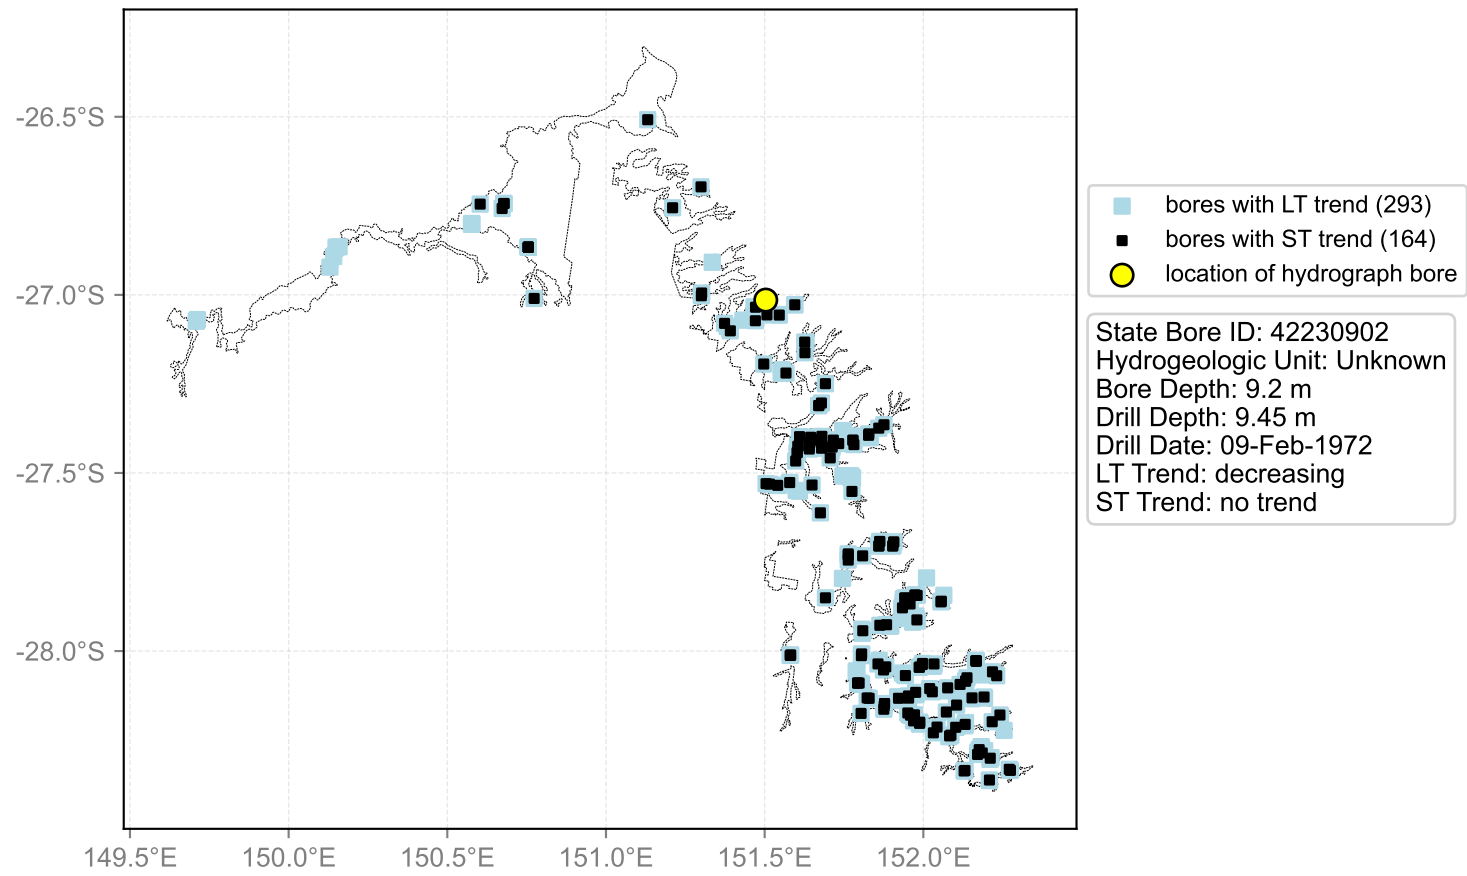 -26.5°S
-27.0°S
-27.5°S
-28.0°S
149.5°E 150.0°E 150.5°E 151.0°E 151.5°E 152.0°E
bores with LT trend (293)
bores with ST trend (164)
location of hydrograph bore
State Bore ID: 42230902
Hydrogeologic Unit: Unknown
Bore Depth: 9.2 m
Drill Depth: 9.45 m
Drill Date: 09-Feb-1972
LT Trend: decreasing
ST Trend: no trend